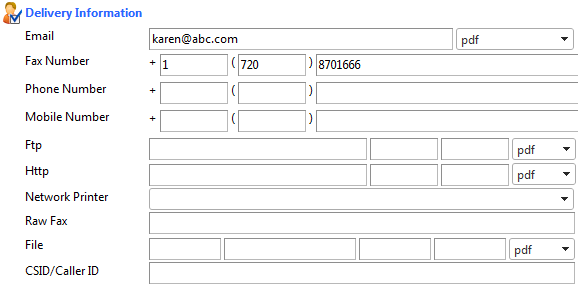 Delivery Information
Email karen@abc.com pdf
Fax Number + 1 ( 720 ) 8701666
Phone Number + ( )
Mobile Number + ( )
Ftp pdf
Http pdf
Network Printer
Raw Fax
File pdf
CSID/Caller ID